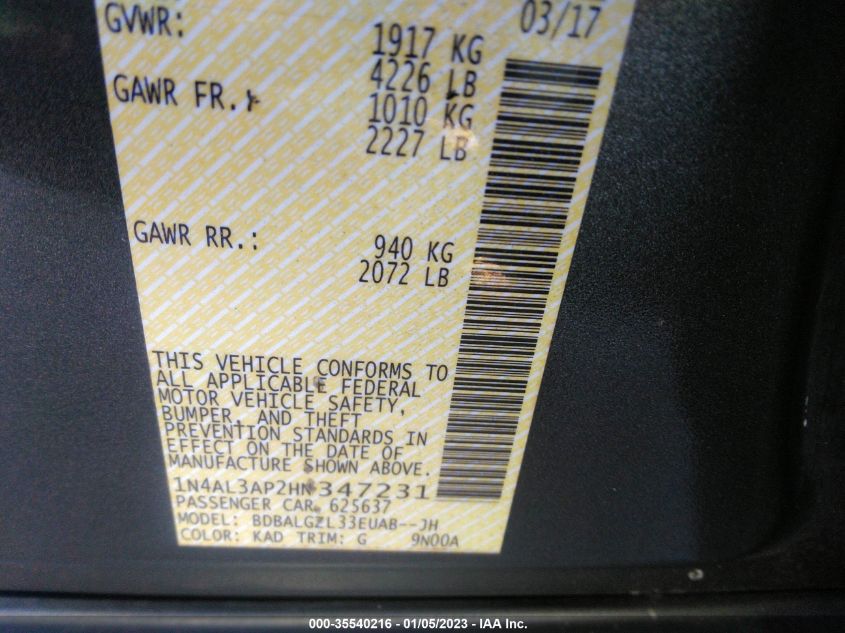 03/17
GVWR:
1917 KG
4226 LB
GAWR FR.:
1010 KG
2227 LB
GAWR RR.:
940 KG
2072 LB
THIS VEHICLE CONFORMS TO
ALL APPLICABLE FEDERAL
MOTOR VEHICLE SAFETY,
BUMPER, AND THEFT
PREVENTION STANDARDS IN
EFFECT ON THE DATE OF
MANUFACTURE SHOWN ABOVE.
1N4AL3AP2HN347231
PASSENGER CAR 625637
MODEL: BDBALGZL33EUAB--JH
COLOR: KAD TRIM: G 9N00A
000-35540216 - 01/05/2023 - IAA Inc.